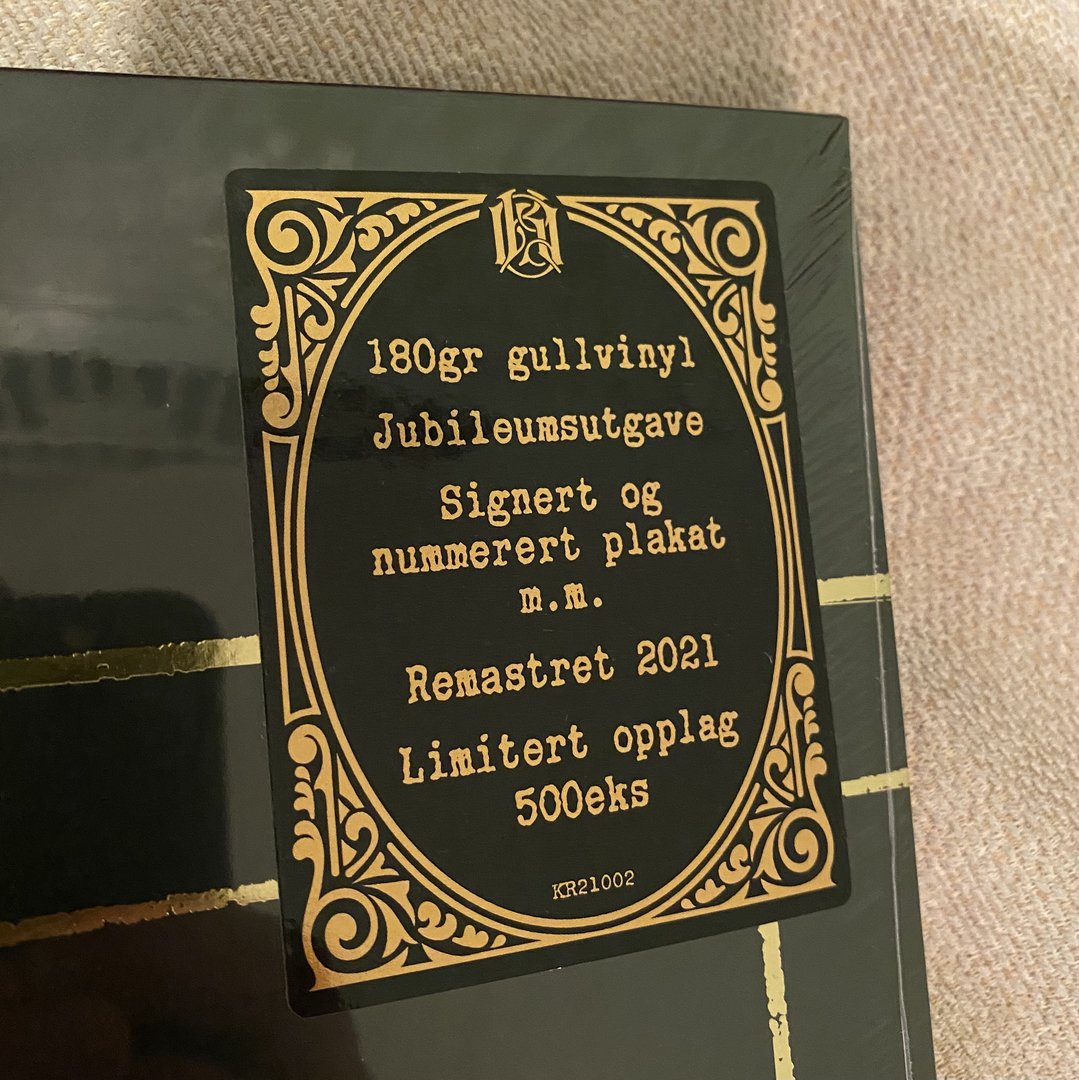 180gr gullvinyl
Jubileumsutgave
Signert og
nummerert plakat
m.m.
Remastret 2021
Limitert opplag
500eks
KR21002